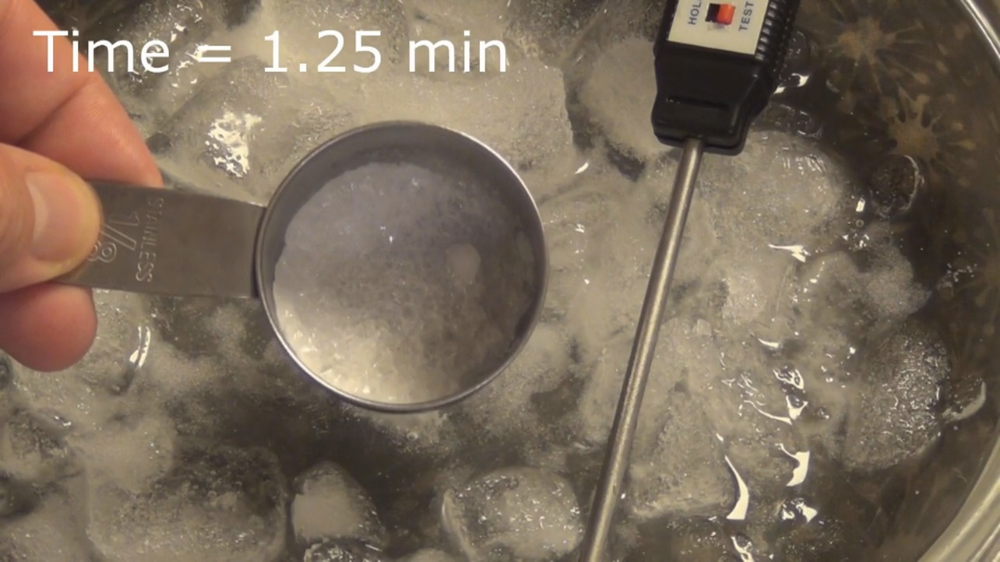 Time = 1.25 min
HOLD
TEST
STAINLESS
1/8